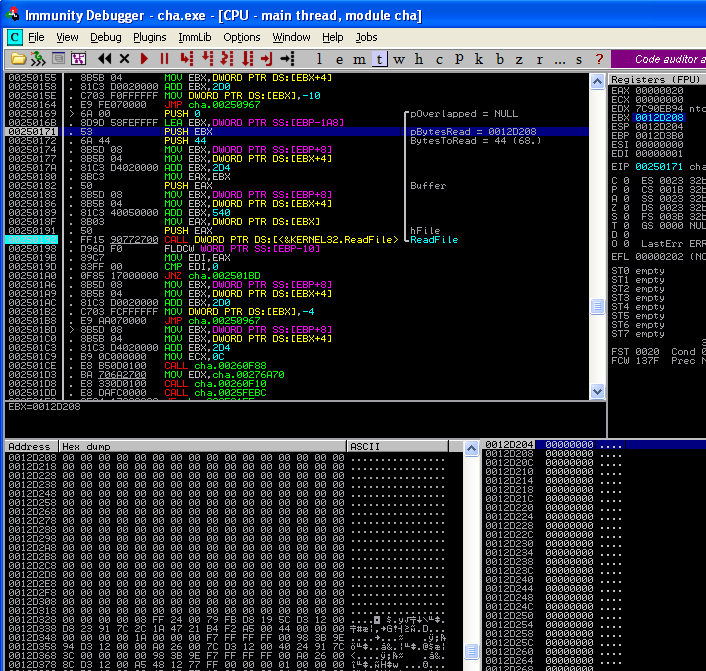 Immunity Debugger - cha.exe - [CPU - main thread, module cha]
C File View Debug Plugins ImmLib Options Window Help Jobs
l e m t w h c p k b z r ... s ? Code auditor a
00250155 . 8B5B 04 MOV EBX,DWORD PTR DS:[EBX+4]
00250158 . 81C3 D0020000 ADD EBX,2D0
0025015E . C703 F0FFFFFF MOV DWORD PTR DS:[EBX],-10
00250164 . E9 FE070000 JMP cha.00250967
00250169 . 6A 00 PUSH 0 pOverlapped = NULL
0025016B . 8D9D 58FEFFFF LEA EBX,DWORD PTR SS:[EBP-1A8]
00250171 . 53 PUSH EBX pBytesRead = 0012D208
00250172 . 6A 44 PUSH 44 BytesToRead = 44 (68.)
00250174 . 8B5D 08 MOV EBX,DWORD PTR SS:[EBP+8]
00250177 . 8B5B 04 MOV EBX,DWORD PTR DS:[EBX+4]
0025017A . 81C3 D4020000 ADD EBX,2D4
00250180 . 8BC3 MOV EAX,EBX
00250182 . 50 PUSH EAX Buffer
00250183 . 8B5D 08 MOV EBX,DWORD PTR SS:[EBP+8]
00250186 . 8B5B 04 MOV EBX,DWORD PTR DS:[EBX+4]
00250189 . 81C3 40050000 ADD EBX,540
0025018F . 8B03 MOV EAX,DWORD PTR DS:[EBX]
00250191 . 50 PUSH EAX hFile
. FF15 90772700 CALL DWORD PTR DS:[<&KERNEL32.ReadFile> ReadFile
00250198 . D96D F0 FLDCW WORD PTR SS:[EBP-10]
0025019B . 89C7 MOV EDI,EAX
0025019D . 83FF 00 CMP EDI,0
002501A0 . 0F85 17000000 JNZ cha.002501BD
002501A6 . 8B5D 08 MOV EBX,DWORD PTR SS:[EBP+8]
002501A9 . 8B5B 04 MOV EBX,DWORD PTR DS:[EBX+4]
002501AC . 81C3 D0020000 ADD EBX,2D0
002501B2 . C703 FCFFFFFF MOV DWORD PTR DS:[EBX],-4
002501B8 . E9 AA070000 JMP cha.00250967
002501BD . 8B5D 08 MOV EBX,DWORD PTR SS:[EBP+8]
002501C0 . 8B5B 04 MOV EBX,DWORD PTR DS:[EBX+4]
002501C3 . 81C3 D4020000 ADD EBX,2D4
002501C9 . B9 0C000000 MOV ECX,0C
002501CE . E8 B50D0100 CALL cha.00260F88
002501D3 . BA 706A2700 MOV EDX,cha.00276A70
002501D8 . E8 330D0100 CALL cha.00260F10
002501DD . E8 DAFC0000 CALL cha.0025FEBC
EBX=0012D208
Registers (FPU)
EAX 00000020
ECX 00000000
EDX 7C90EB94 ntc
EBX 0012D208
ESP 0012D204
EBP 0012D3B0
ESI 00000000
EDI 00000001
EIP 00250171 cha
C 0 ES 0023 32b
P 0 CS 001B 32b
A 0 SS 0023 32b
Z 0 DS 0023 32b
S 0 FS 003B 32b
T 0 GS 0000 NUL
D 0
O 0 LastErr ERR
EFL 00000202 (NO
ST0 empty
ST1 empty
ST2 empty
ST3 empty
ST4 empty
ST5 empty
ST6 empty
ST7 empty
3
FST 0020 Cond 0
FCW 137F Prec N
Address Hex dump ASCII
0012D208 00 00 00 00 00 00 00 00 00 00 00 00 00 00 00 00 ................
0012D218 00 00 00 00 00 00 00 00 00 00 00 00 00 00 00 00 ................
0012D228 00 00 00 00 00 00 00 00 00 00 00 00 00 00 00 00 ................
0012D238 00 00 00 00 00 00 00 00 00 00 00 00 00 00 00 00 ................
0012D248 00 00 00 00 00 00 00 00 00 00 00 00 00 00 00 00 ................
0012D258 00 00 00 00 00 00 00 00 00 00 00 00 00 00 00 00 ................
0012D268 00 00 00 00 00 00 00 00 00 00 00 00 00 00 00 00 ................
0012D278 00 00 00 00 00 00 00 00 00 00 00 00 00 00 00 00 ................
0012D288 00 00 00 00 00 00 00 00 00 00 00 00 00 00 00 00 ................
0012D298 00 00 00 00 00 00 00 00 00 00 00 00 00 00 00 00 ................
0012D2A8 00 00 00 00 00 00 00 00 00 00 00 00 00 00 00 00 ................
0012D2B8 00 00 00 00 00 00 00 00 00 00 00 00 00 00 00 00 ................
0012D2C8 00 00 00 00 00 00 00 00 00 00 00 00 00 00 00 00 ................
0012D2D8 00 00 00 00 00 00 00 00 00 00 00 00 00 00 00 00 ................
0012D2E8 00 00 00 00 00 00 00 00 00 00 00 00 00 00 00 00 ................
0012D2F8 00 00 00 00 00 00 00 00 00 00 00 00 00 00 00 00 ................
0012D308 00 00 00 00 00 00 00 00 00 00 00 00 00 00 00 00 ................
0012D318 00 00 00 00 00 00 00 00 00 00 00 00 00 00 00 00 ................
0012D328 00 00 00 00 08 FF 24 00 79 FB D8 19 5C D3 12 00
0012D338 D5 23 91 7C 2C 1A 47 21 B4 F2 A5 00 44 00 00 00
0012D348 00 00 00 00 1A 00 00 00 F7 FF FF FF 00 98 3B 9E
0012D358 94 D3 12 00 00 A0 26 00 7C D3 12 00 40 24 91 7C
0012D368 3C 00 00 00 00 98 3B 9E F7 FF FF FF 00 A0 26 00
0012D378 8C D3 12 00 A5 48 12 77 FF 00 00 00 01 00
0012D204 00000000 ....
0012D208 00000000 ....
0012D20C 00000000 ....
0012D210 00000000 ....
0012D214 00000000 ....
0012D218 00000000 ....
0012D21C 00000000 ....
0012D220 00000000 ....
0012D224 00000000 ....
0012D228 00000000 ....
0012D22C 00000000 ....
0012D230 00000000 ....
0012D234 00000000 ....
0012D238 00000000 ....
0012D23C 00000000 ....
0012D240 00000000 ....
0012D244 00000000 ....
0012D248 00000000 ....
0012D24C 00000000 ....
0012D250 00000000 ....
0012D254 00000000 ....
0012D258 00000000 ....
0012D25C 00000000 ....
0012D260 00000000 ....
0012D264 00000000 ....